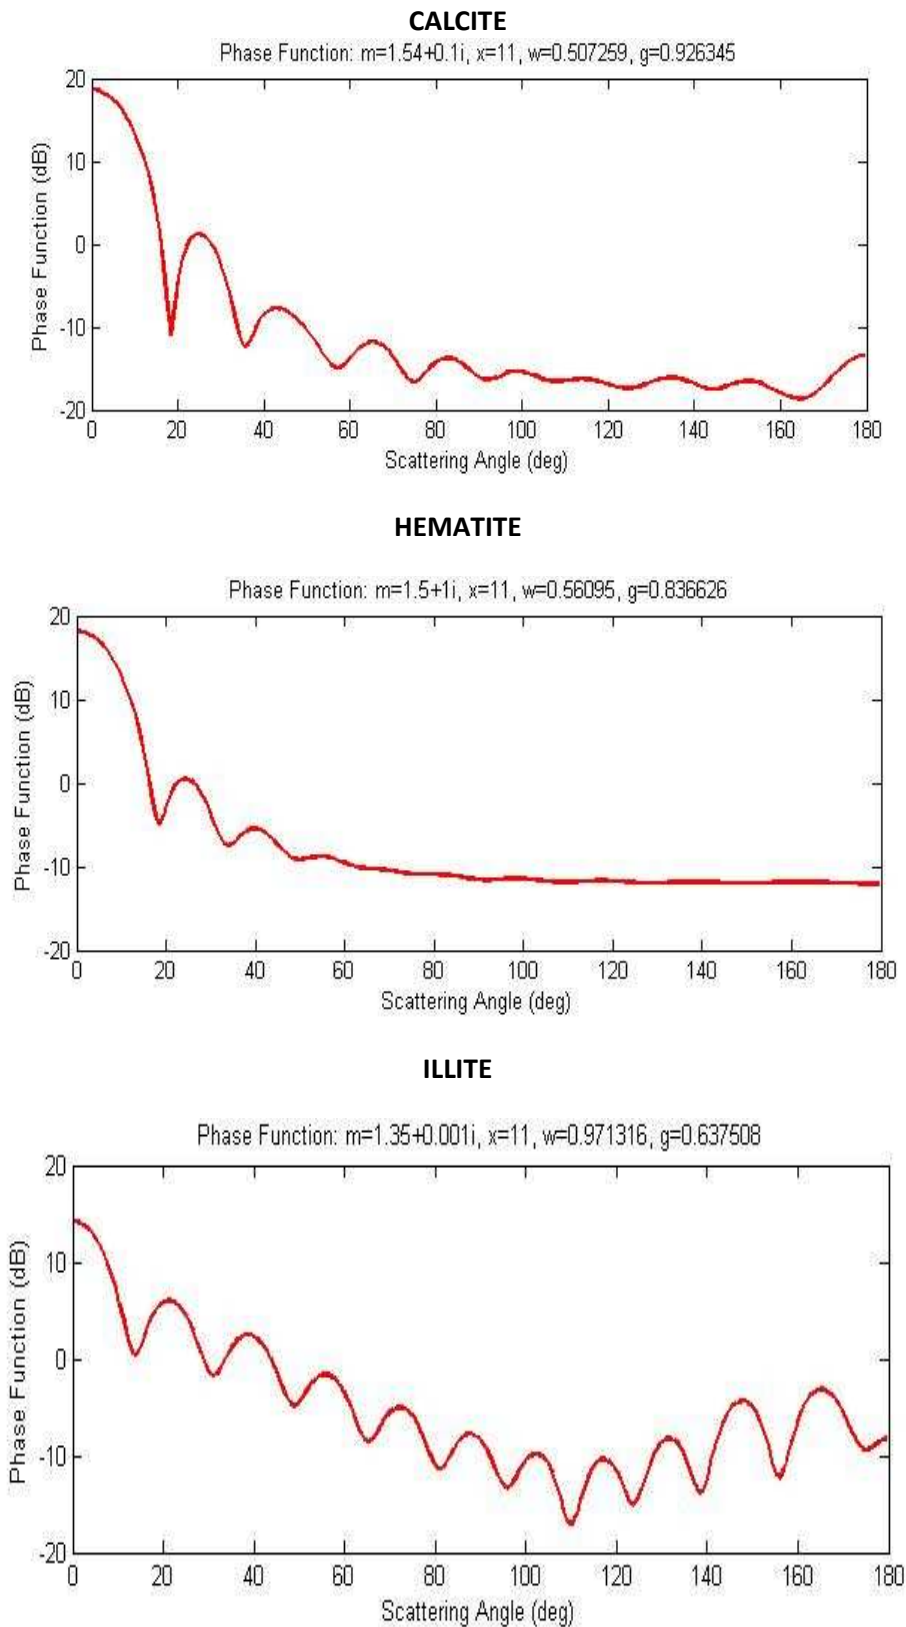 CALCITE
Phase Function: m=1.54+0.1i, x=11, w=0.507259, g=0.926345
20
10
0
-10
-20
Phase Function (dB)
0 20 40 60 80 100 120 140 160 180
Scattering Angle (deg)
HEMATITE
Phase Function: m=1.5+1i, x=11, w=0.56095, g=0.836626
20
10
0
-10
-20
Phase Function (dB)
0 20 40 60 80 100 120 140 160 180
Scattering Angle (deg)
ILLITE
Phase Function: m=1.35+0.001i, x=11, w=0.971316, g=0.637508
20
10
0
-10
-20
Phase Function (dB)
0 20 40 60 80 100 120 140 160 180
Scattering Angle (deg)